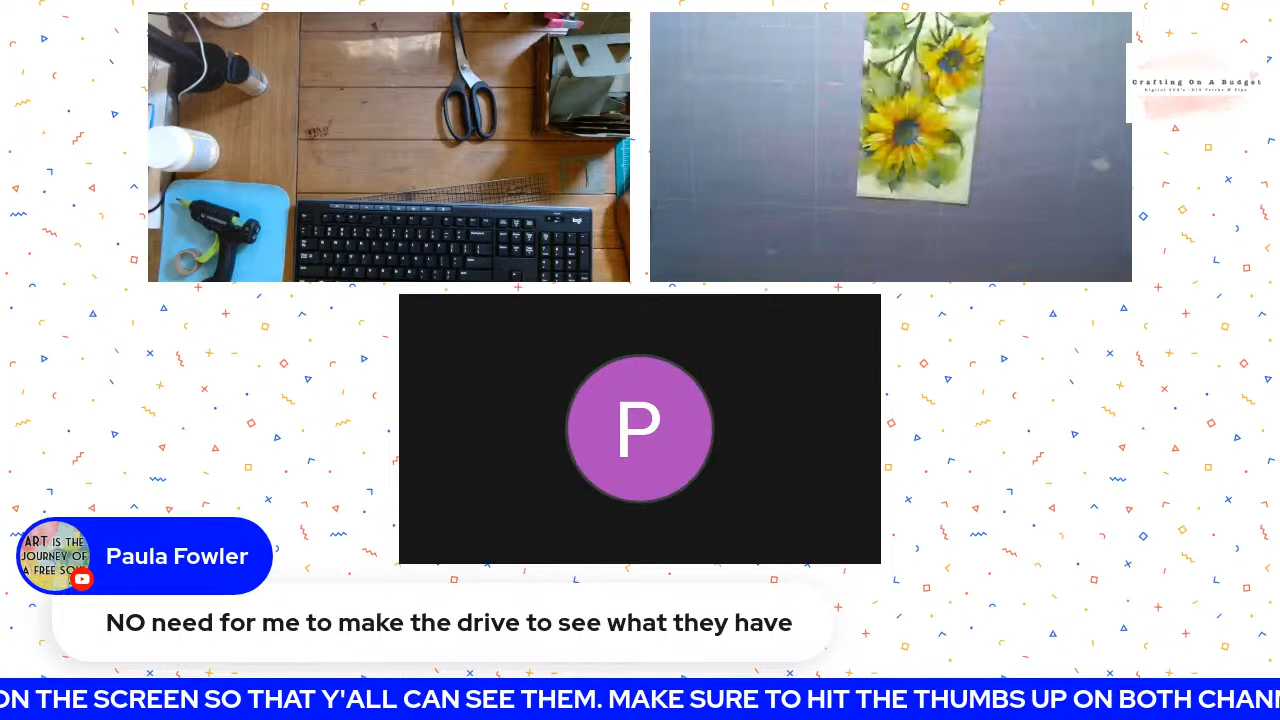 logi
Crafting On A Budget
P
ART IS THE
JOURNEY OF
A FREE SOUL
Paula Fowler
NO need for me to make the drive to see what they have
ON THE SCREEN SO THAT Y'ALL CAN SEE THEM. MAKE SURE TO HIT THE THUMBS UP ON BOTH CHANN